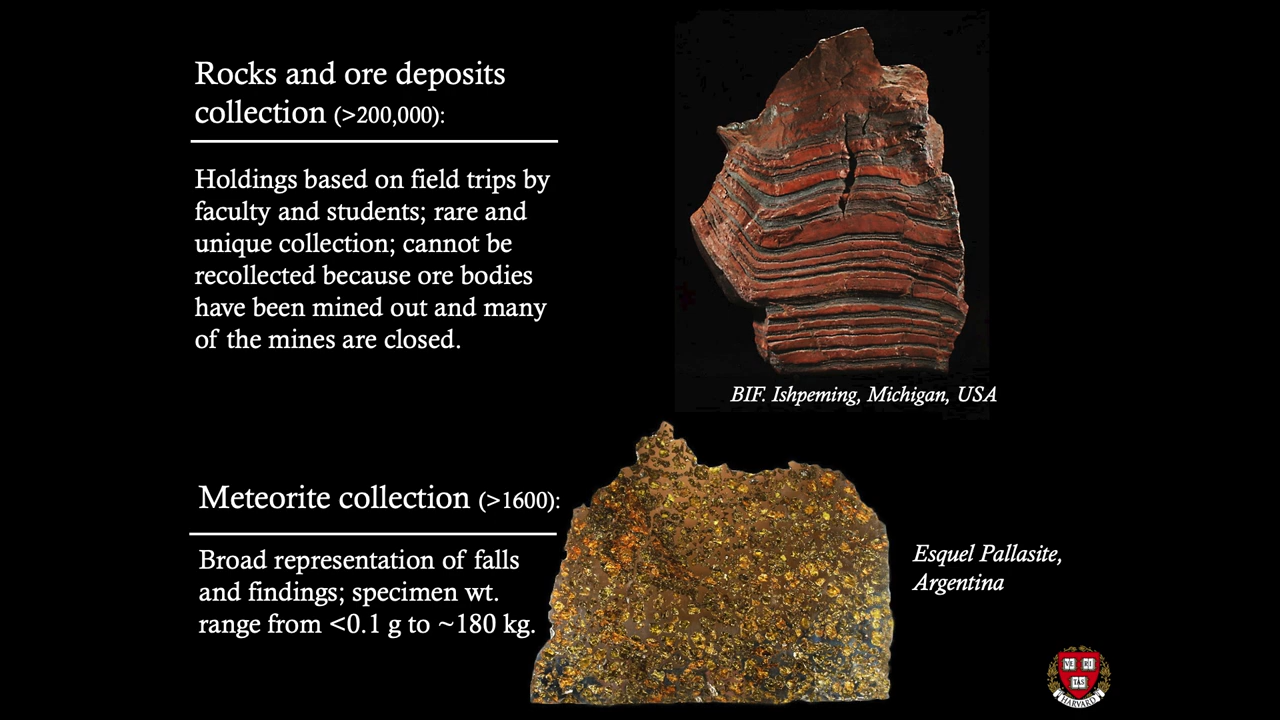 Rocks and ore deposits
collection (>200,000):
Holdings based on field trips by
faculty and students; rare and
unique collection; cannot be
recollected because ore bodies
have been mined out and many
of the mines are closed.
BIF. Ishpeming, Michigan, USA
Meteorite collection (>1600):
Broad representation of falls
and findings; specimen wt.
range from <0.1 g to ~180 kg.
Esquel Pallasite,
Argentina
VE RI
TAS
HARVARD